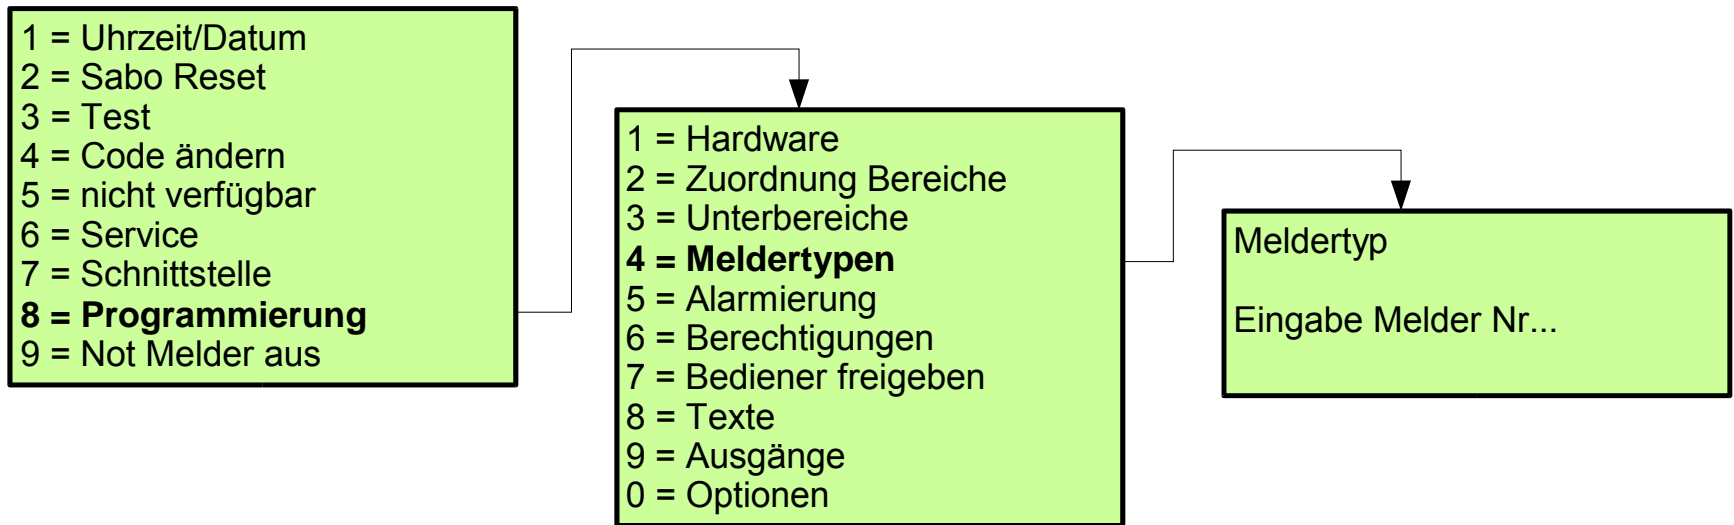 1 = Uhrzeit/Datum
2 = Sabo Reset
3 = Test
4 = Code ändern
5 = nicht verfügbar
6 = Service
7 = Schnittstelle
8 = Programmierung
9 = Not Melder aus
1 = Hardware
2 = Zuordnung Bereiche
3 = Unterbereiche
4 = Meldertypen
5 = Alarmierung
6 = Berechtigungen
7 = Bediener freigeben
8 = Texte
9 = Ausgänge
0 = Optionen
Meldertyp
Eingabe Melder Nr...